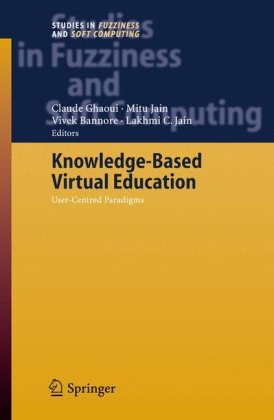 STUDIES IN FUZZINESS
AND SOFT COMPUTING
Studies
in Fuzziness
and Soft
Computing
Claude Ghaoui · Mitu Jain
Vivek Bannore · Lakhmi C. Jain
Editors
Knowledge-Based
Virtual Education
User-Centred Paradigms
Springer